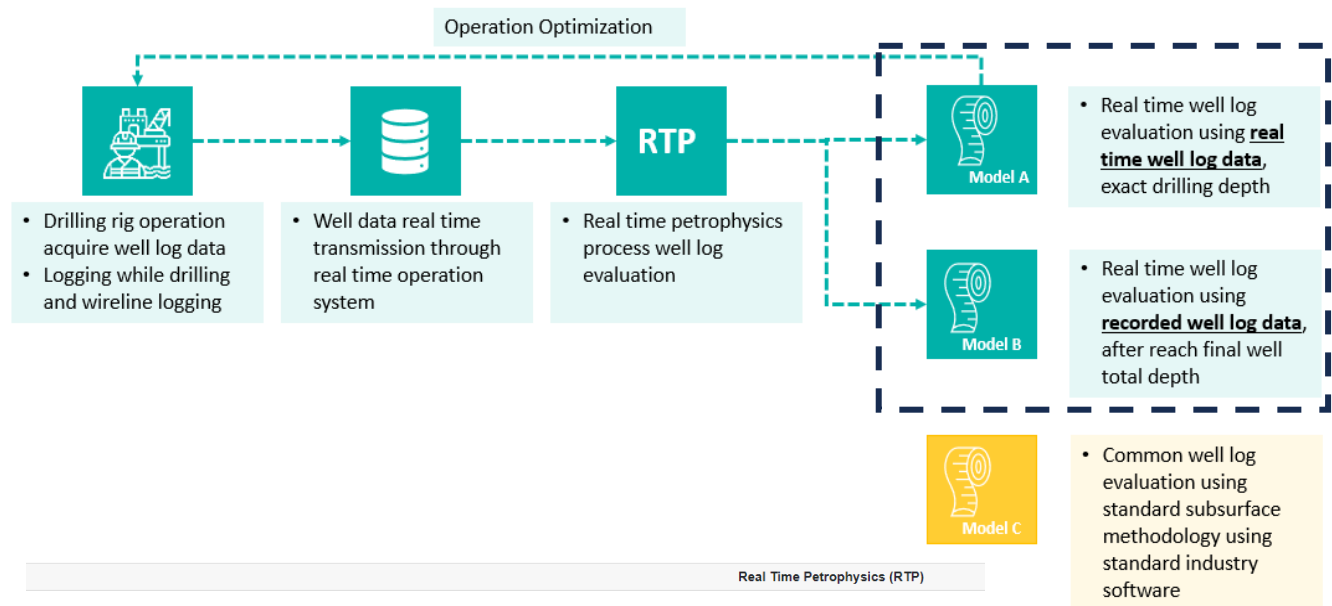 Operation Optimization
RTP
Model A
Model B
Model C
• Drilling rig operation
acquire well log data
• Logging while drilling
and wireline logging
• Well data real time
transmission through
real time operation
system
• Real time petrophysics
process well log
evaluation
• Real time well log
evaluation using real
time well log data,
exact drilling depth
• Real time well log
evaluation using
recorded well log data,
after reach final well
total depth
• Common well log
evaluation using
standard subsurface
methodology using
standard industry
software
Real Time Petrophysics (RTP)